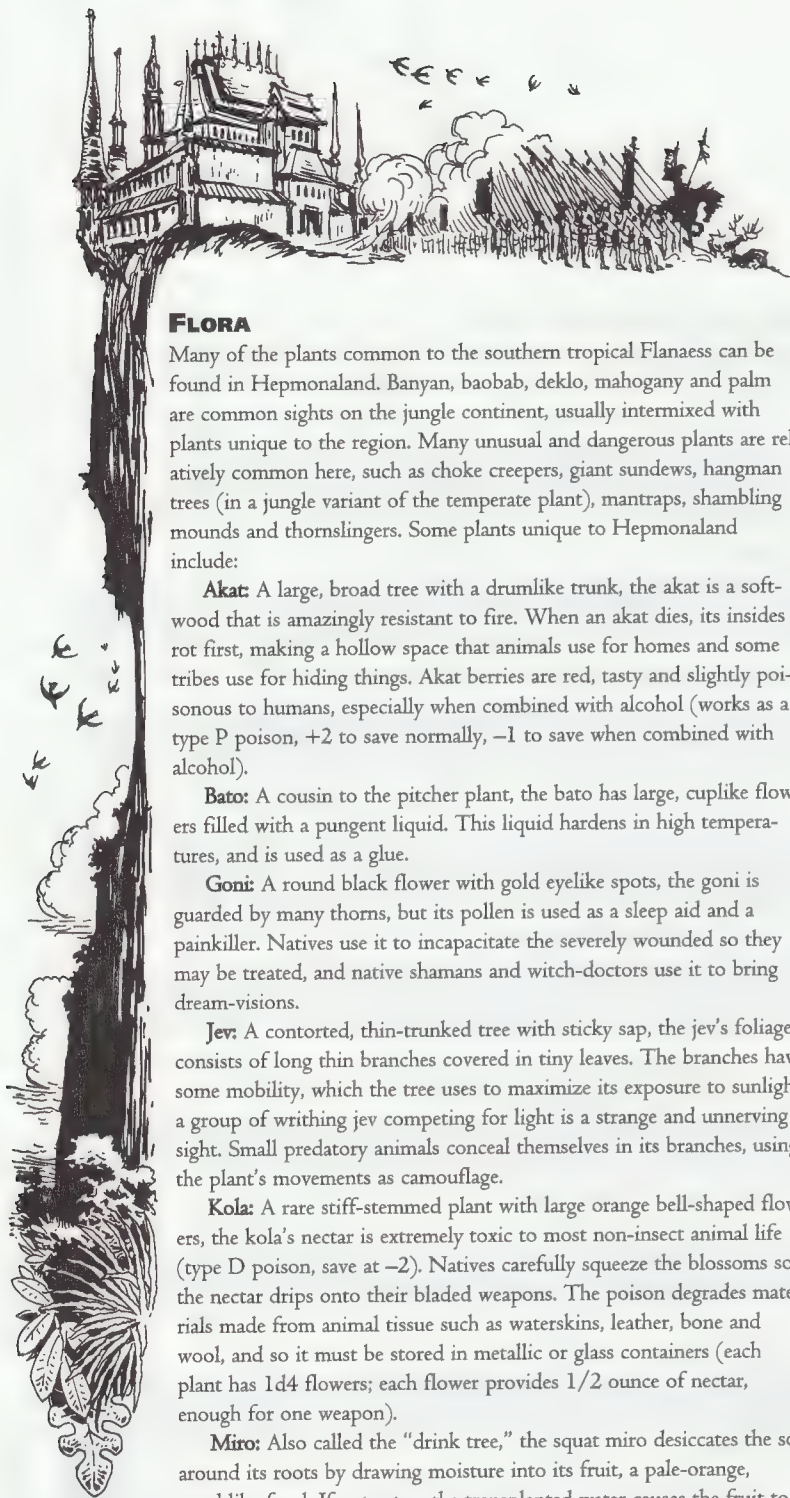 FLORA
Many of the plants common to the southern tropical Flanaess can be
found in Hepmonaland. Banyan, baobab, deklo, mahogany and palm
are common sights on the jungle continent, usually intermixed with
plants unique to the region. Many unusual and dangerous plants are rel
atively common here, such as choke creepers, giant sundews, hangman
trees (in a jungle variant of the temperate plant), mantraps, shambling
mounds and thornslingers. Some plants unique to Hepmonaland
include:
Akat: A large, broad tree with a drumlike trunk, the akat is a soft-
wood that is amazingly resistant to fire. When an akat dies, its insides
rot first, making a hollow space that animals use for homes and some
tribes use for hiding things. Akat berries are red, tasty and slightly poi-
sonous to humans, especially when combined with alcohol (works as a
type P poison, +2 to save normally, –1 to save when combined with
alcohol).
Bato: A cousin to the pitcher plant, the bato has large, cuplike flow
ers filled with a pungent liquid. This liquid hardens in high tempera-
tures, and is used as a glue.
Goni: A round black flower with gold eyelike spots, the goni is
guarded by many thorns, but its pollen is used as a sleep aid and a
painkiller. Natives use it to incapacitate the severely wounded so they
may be treated, and native shamans and witch-doctors use it to bring
dream-visions.
Jev: A contorted, thin-trunked tree with sticky sap, the jev's foliage
consists of long thin branches covered in tiny leaves. The branches hav
some mobility, which the tree uses to maximize its exposure to sunligh
a group of writhing jev competing for light is a strange and unnerving
sight. Small predatory animals conceal themselves in its branches, using
the plant's movements as camouflage.
Kola: A rare stiff-stemmed plant with large orange bell-shaped flow
ers, the kola's nectar is extremely toxic to most non-insect animal life
(type D poison, save at –2). Natives carefully squeeze the blossoms so
the nectar drips onto their bladed weapons. The poison degrades mate
rials made from animal tissue such as waterskins, leather, bone and
wool, and so it must be stored in metallic or glass containers (each
plant has 1d4 flowers; each flower provides 1/2 ounce of nectar,
enough for one weapon).
Miro: Also called the "drink tree," the squat miro desiccates the so
around its roots by drawing moisture into its fruit, a pale-orange,